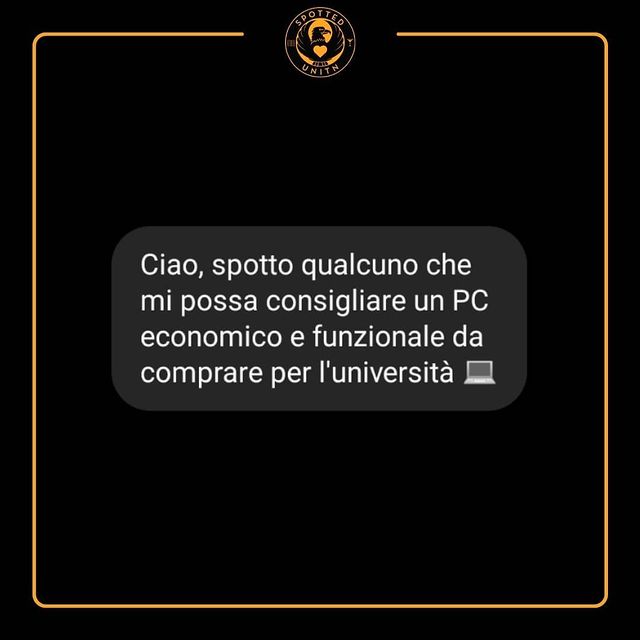 SPOTTED
UNITN
Ciao, spotto qualcuno che
mi possa consigliare un PC
economico e funzionale da
comprare per l'università 💻